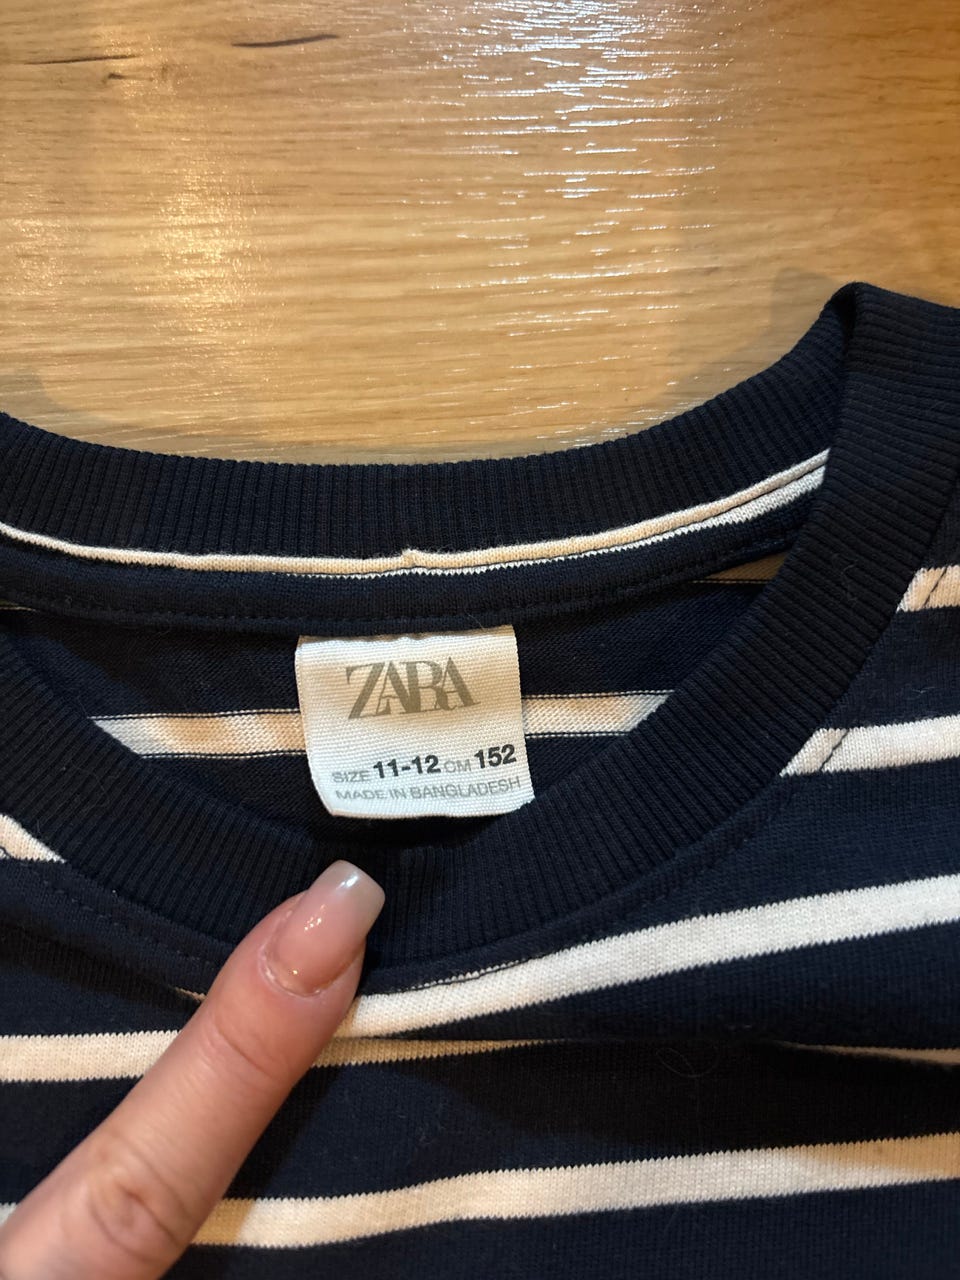 ZARA
SIZE 11-12 CM 152
MADE IN BANGLADESH